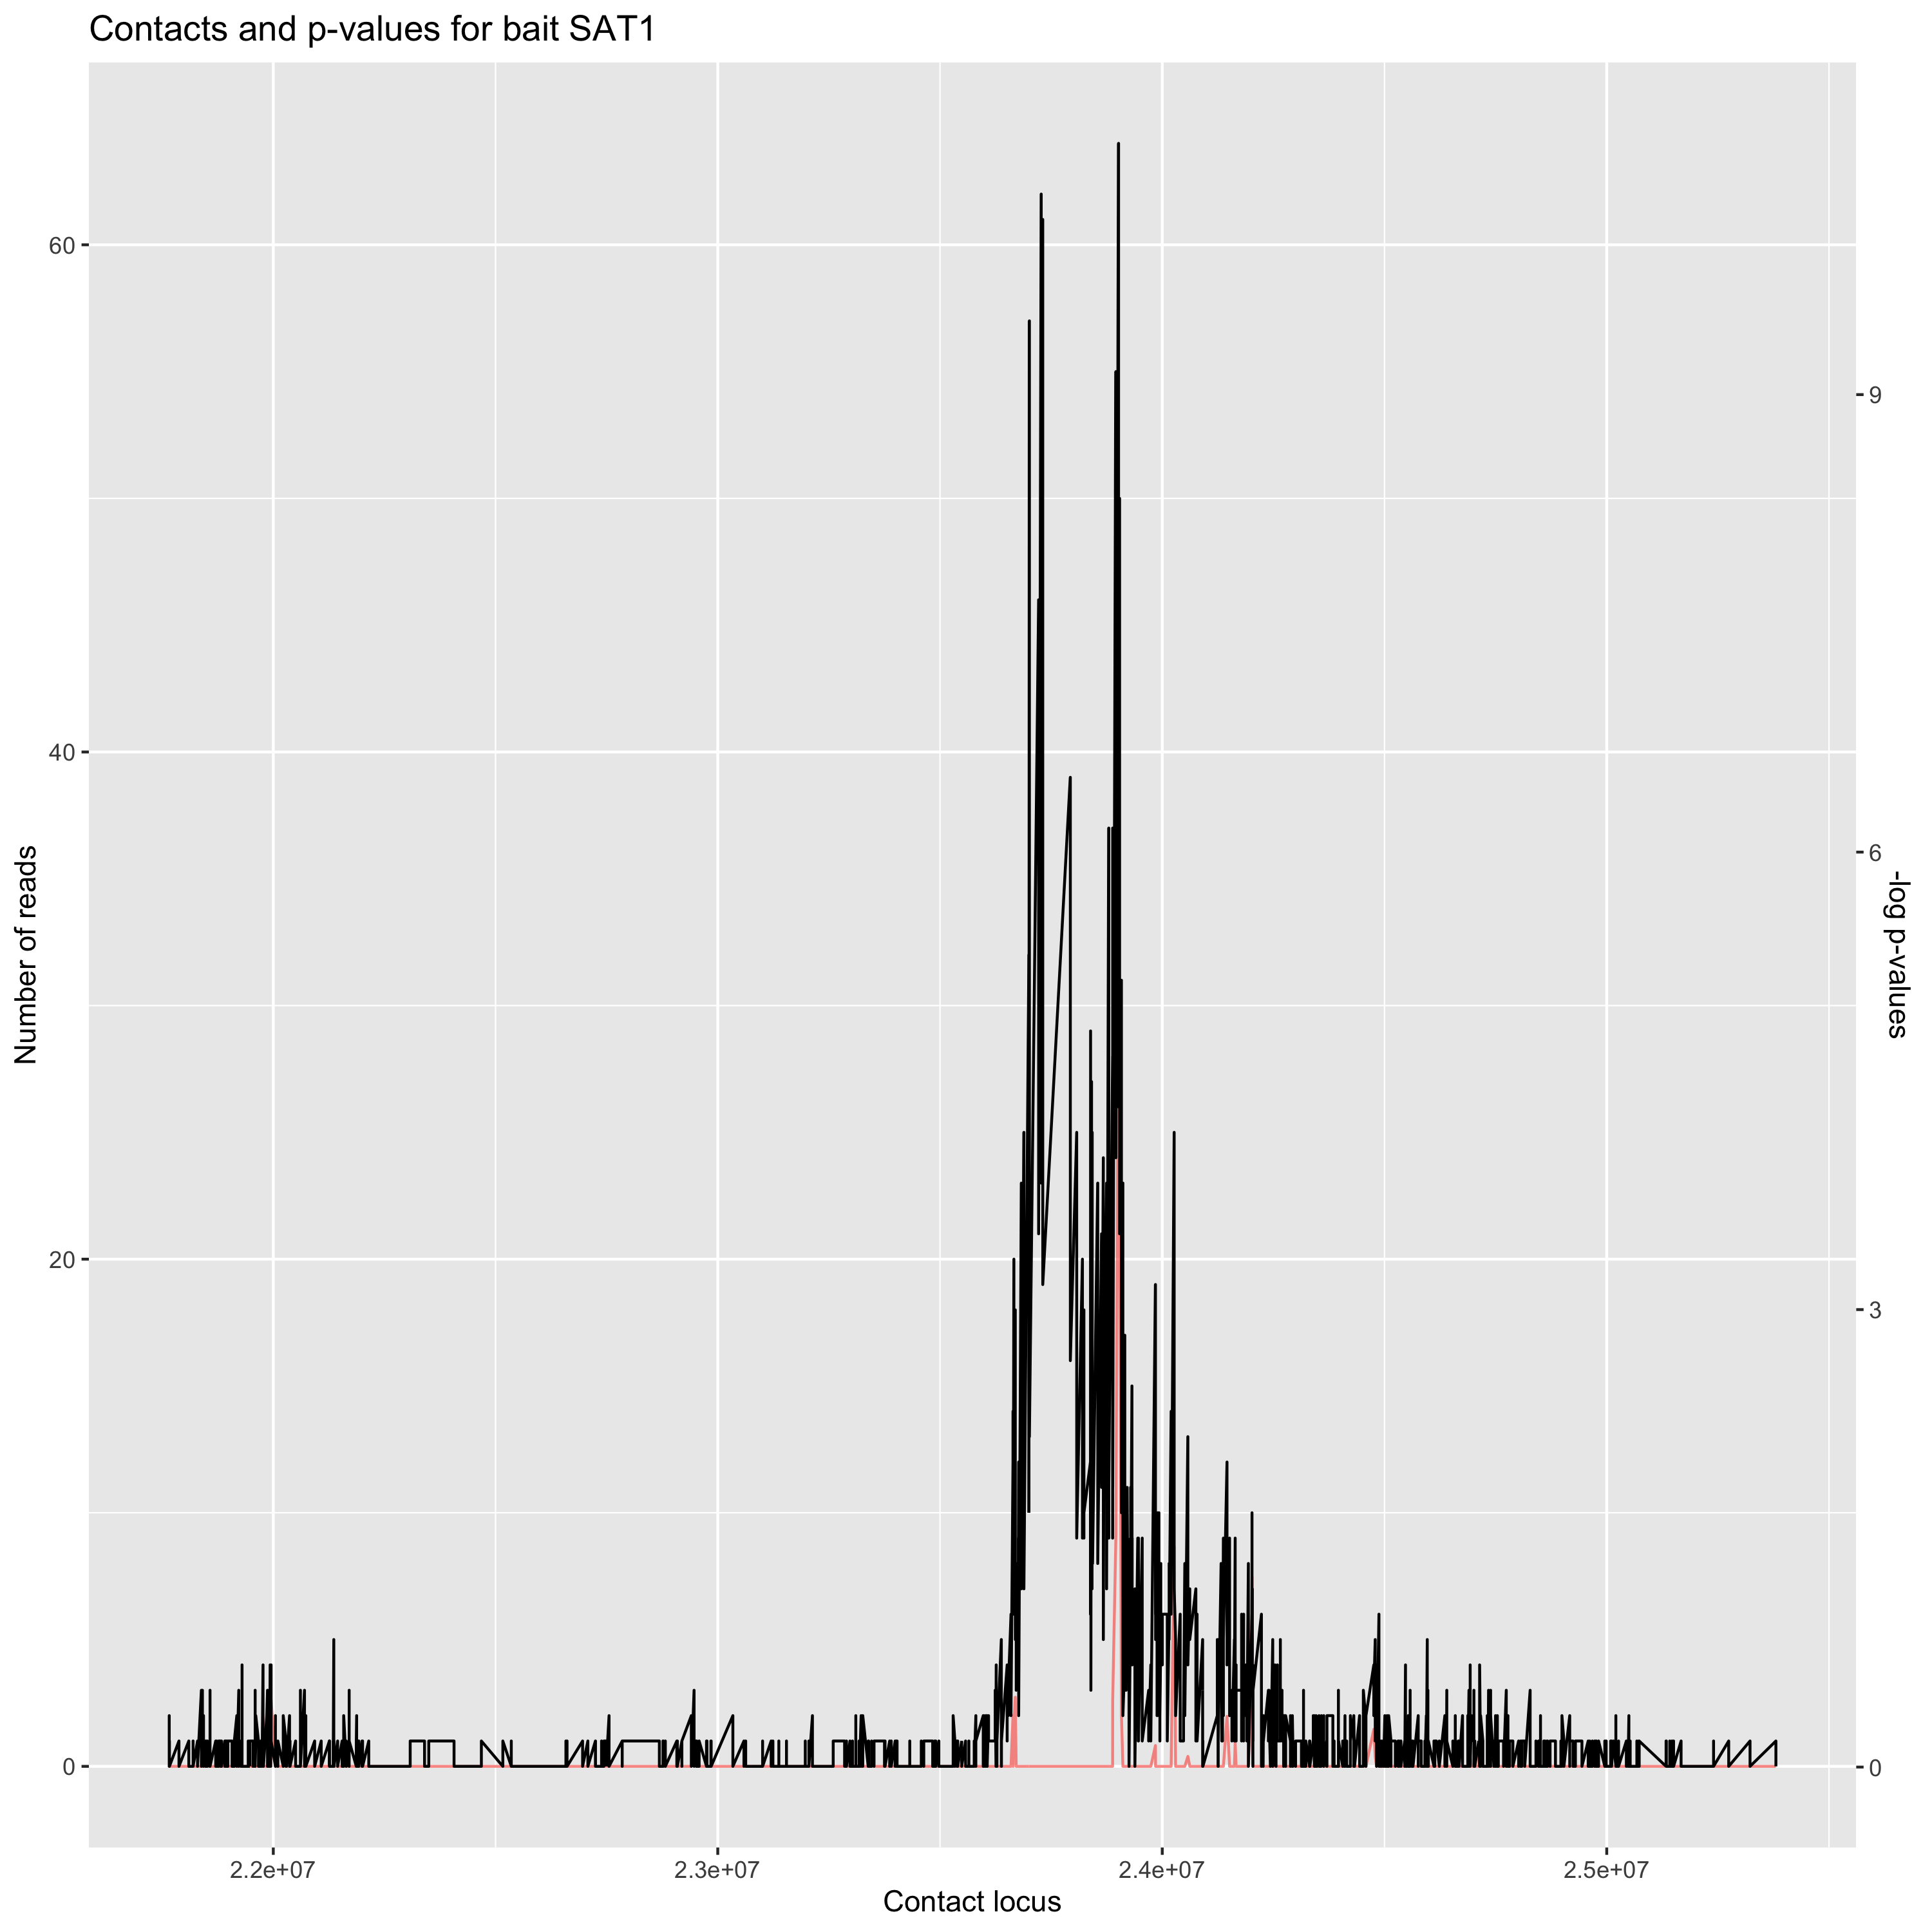 Contacts and p-values for bait SAT1
60
40
20
0
9
6
3
0
Number of reads
-log p-values
2.2e+07
2.3e+07
2.4e+07
2.5e+07
Contact locus